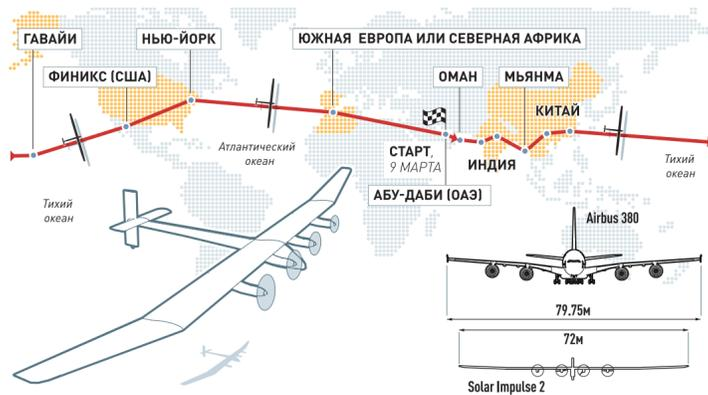 ГАВАЙИ
НЬЮ-ЙОРК
ЮЖНАЯ ЕВРОПА ИЛИ СЕВЕРНАЯ АФРИКА
ФИНИКС (США)
ОМАН
МЬЯНМА
КИТАЙ
Атлантический
океан
СТАРТ,
9 МАРТА
ИНДИЯ
Тихий
океан
АБУ-ДАБИ (ОАЭ)
Тихий
океан
Airbus 380
79.75м
72м
Solar Impulse 2